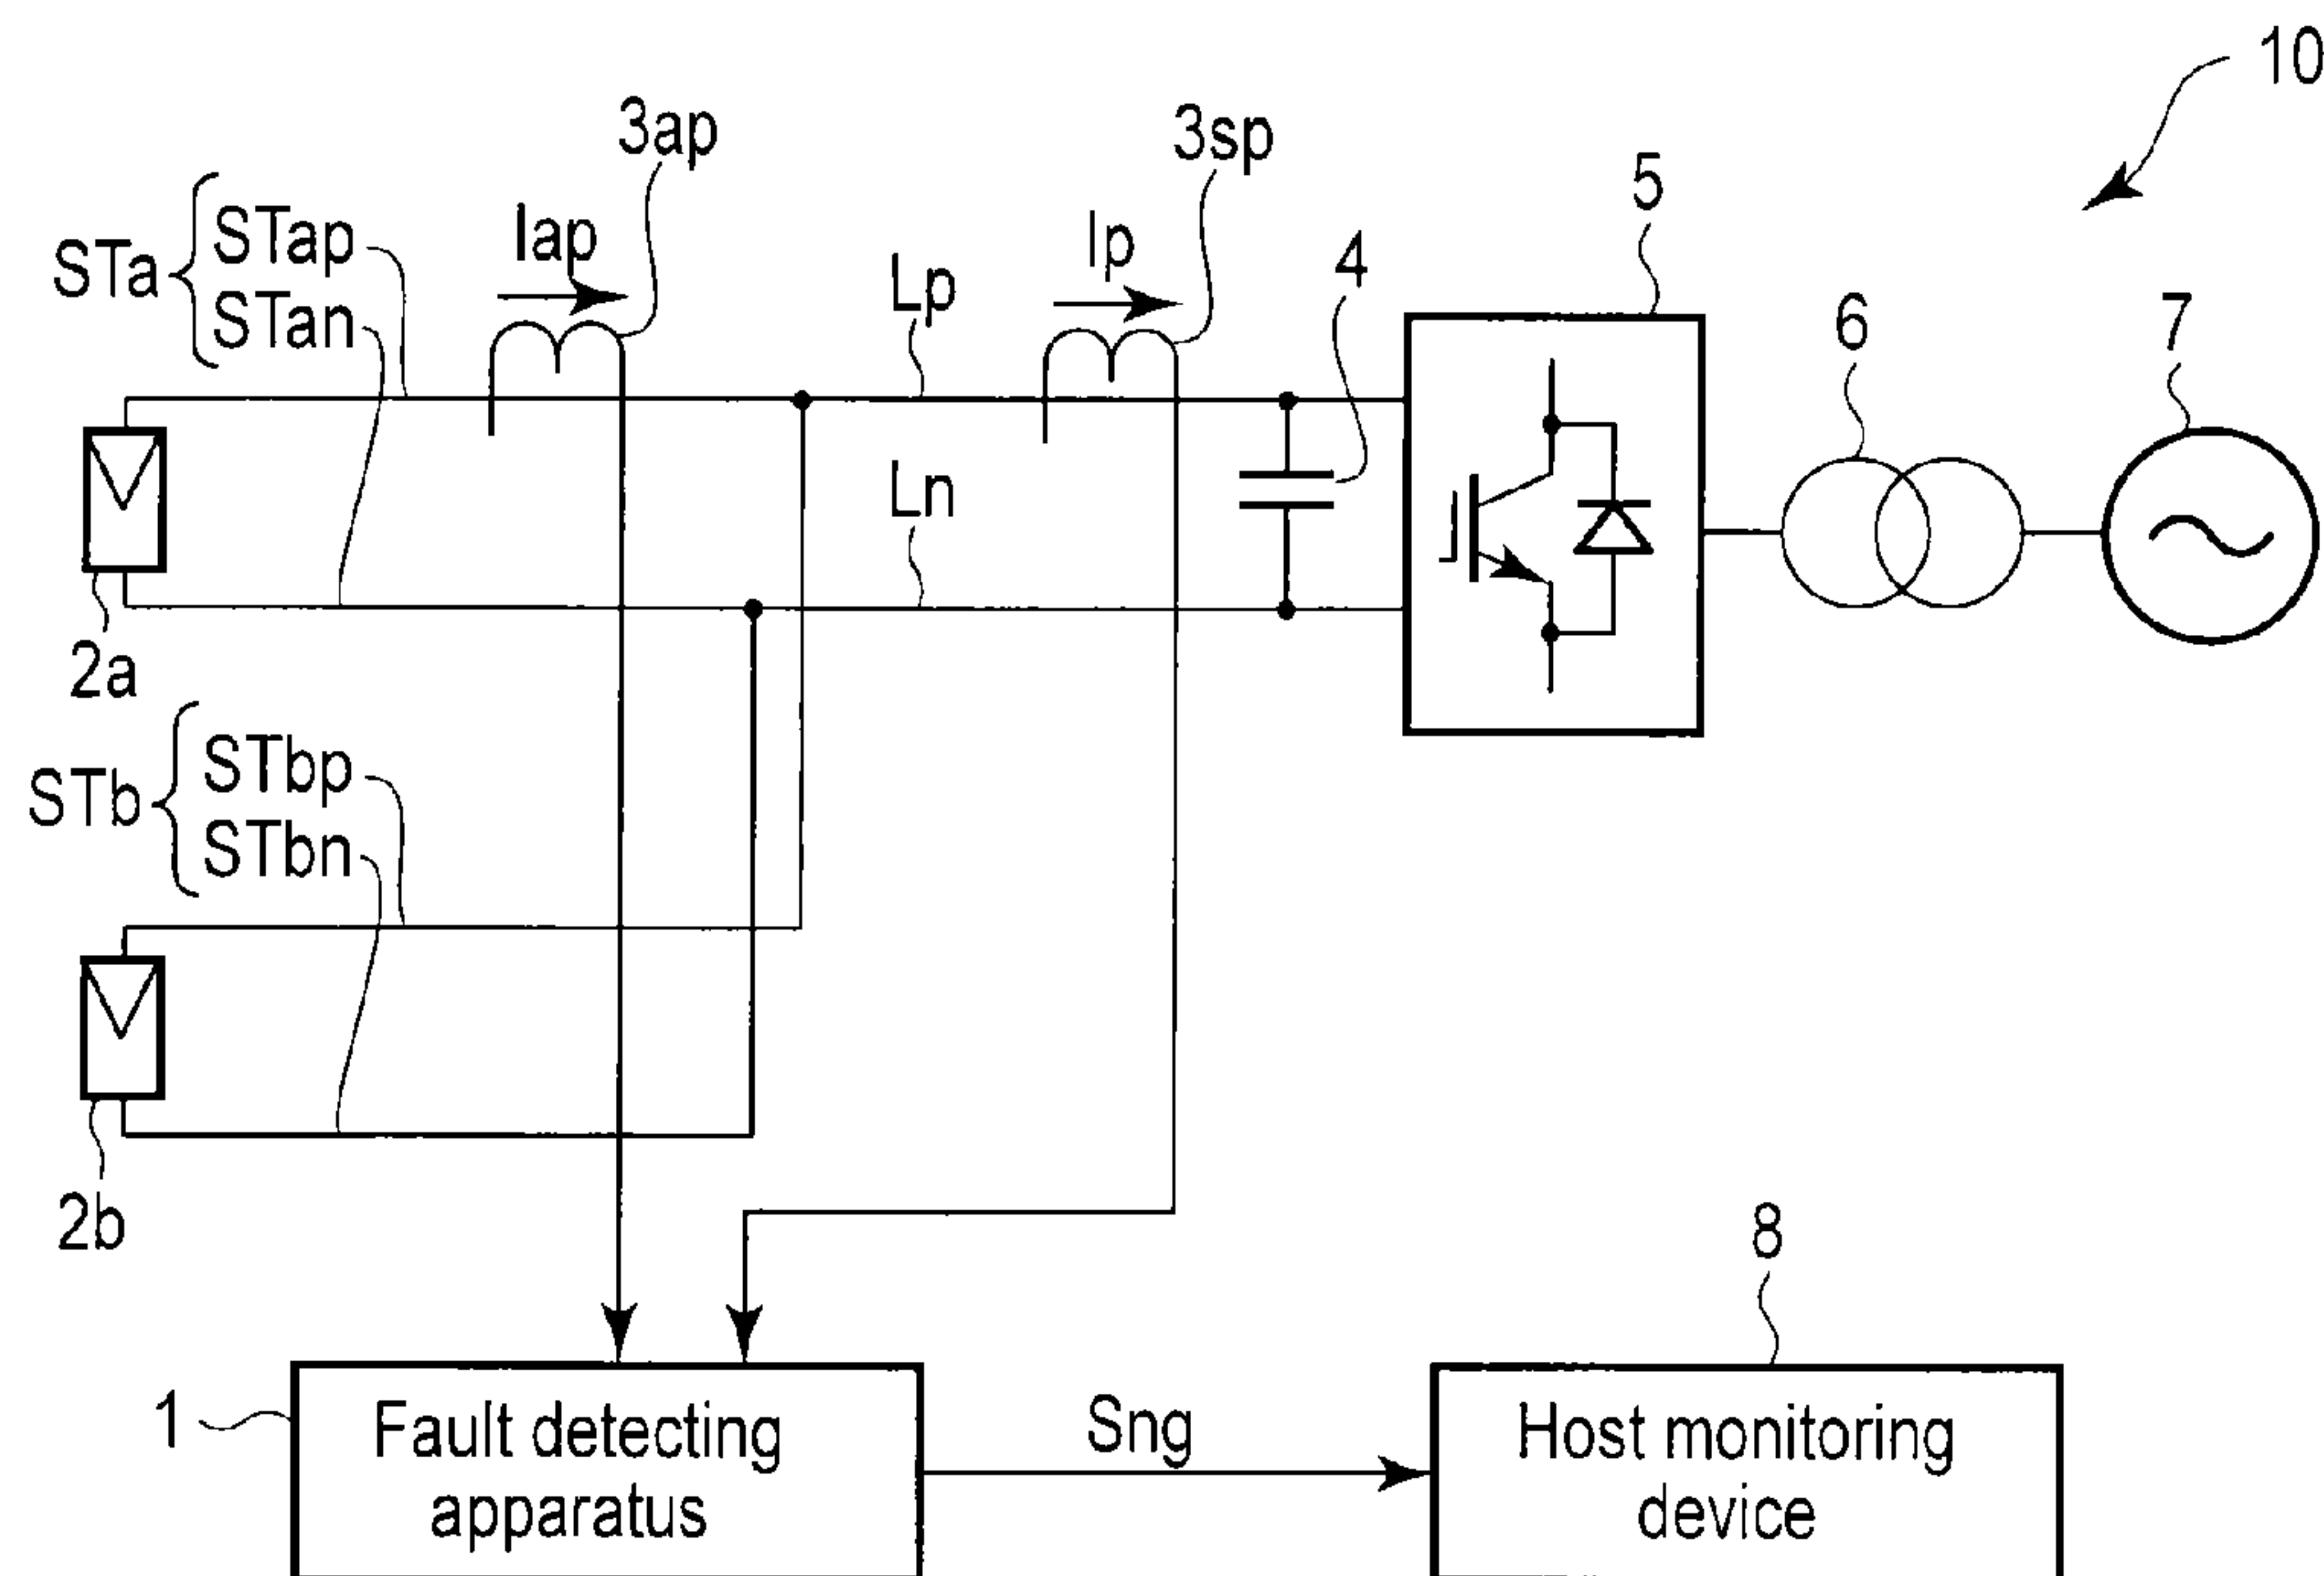 10
3ap
3sp
5
STa
STap
STan
Iap
Lp
Ip
4
6
7
Ln
2a
STb
STbp
STbn
2b
8
1
Fault detecting
apparatus
Sng
Host monitoring
device